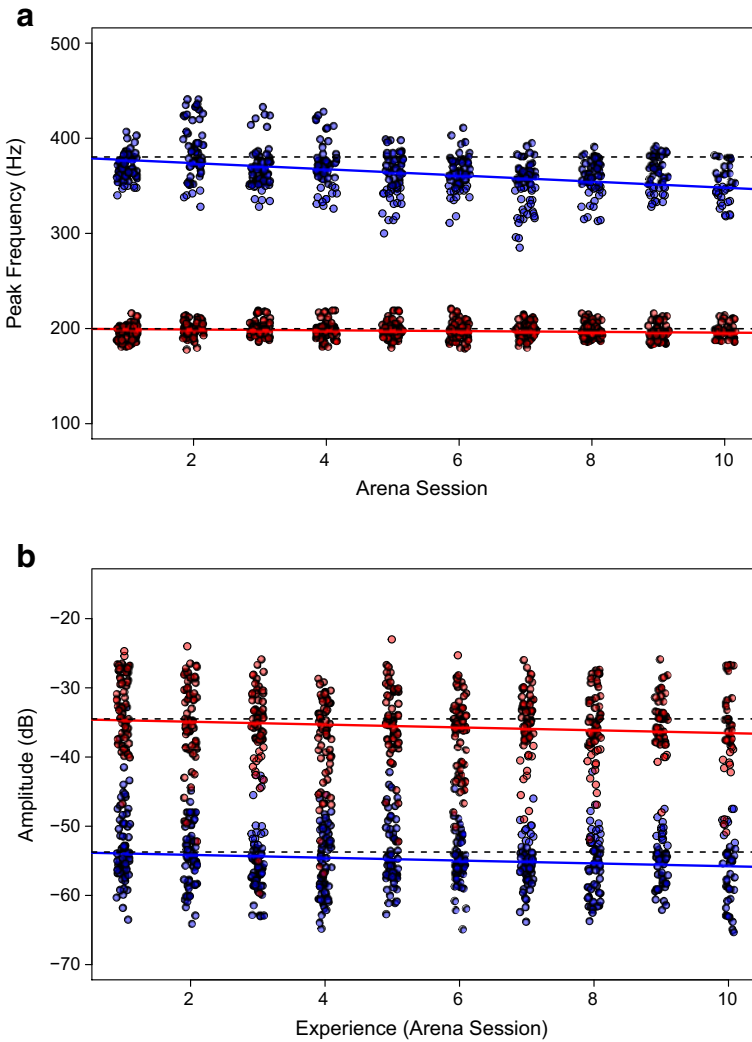 a
500
400
300
200
100
Peak Frequency (Hz)
2 4 6 8 10
Arena Session
b
−20
−30
−40
−50
−60
−70
Amplitude (dB)
2 4 6 8 10
Experience (Arena Session)